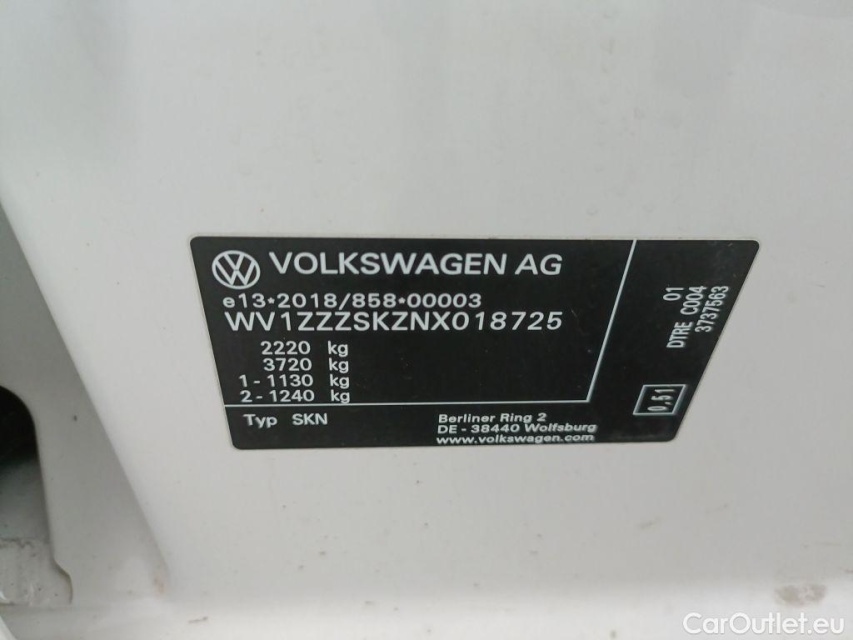 VOLKSWAGEN AG
e13*2018/858*00003
WV1ZZZSKZNX018725
2220 kg
3720 kg
1 - 1130 kg
2 - 1240 kg
Typ SKN
Berliner Ring 2
DE - 38440 Wolfsburg
www.volkswagen.com
01
DTRE C004
3737563
0,51
CarOutlet.eu